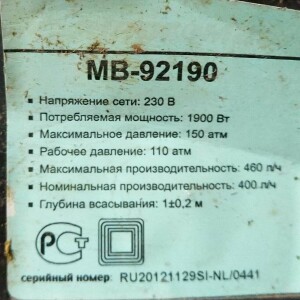 МВ-92190
Напряжение сети: 230 В
Потребляемая мощность: 1900 Вт
Максимальное давление: 150 атм
Рабочее давление: 110 атм
Максимальная производительность: 460 л/ч
Номинальная производительность: 400 л/ч
Глубина всасывания: 1±0,2 м
РСТ
серийный номер: RU20121129SI-NL/0441